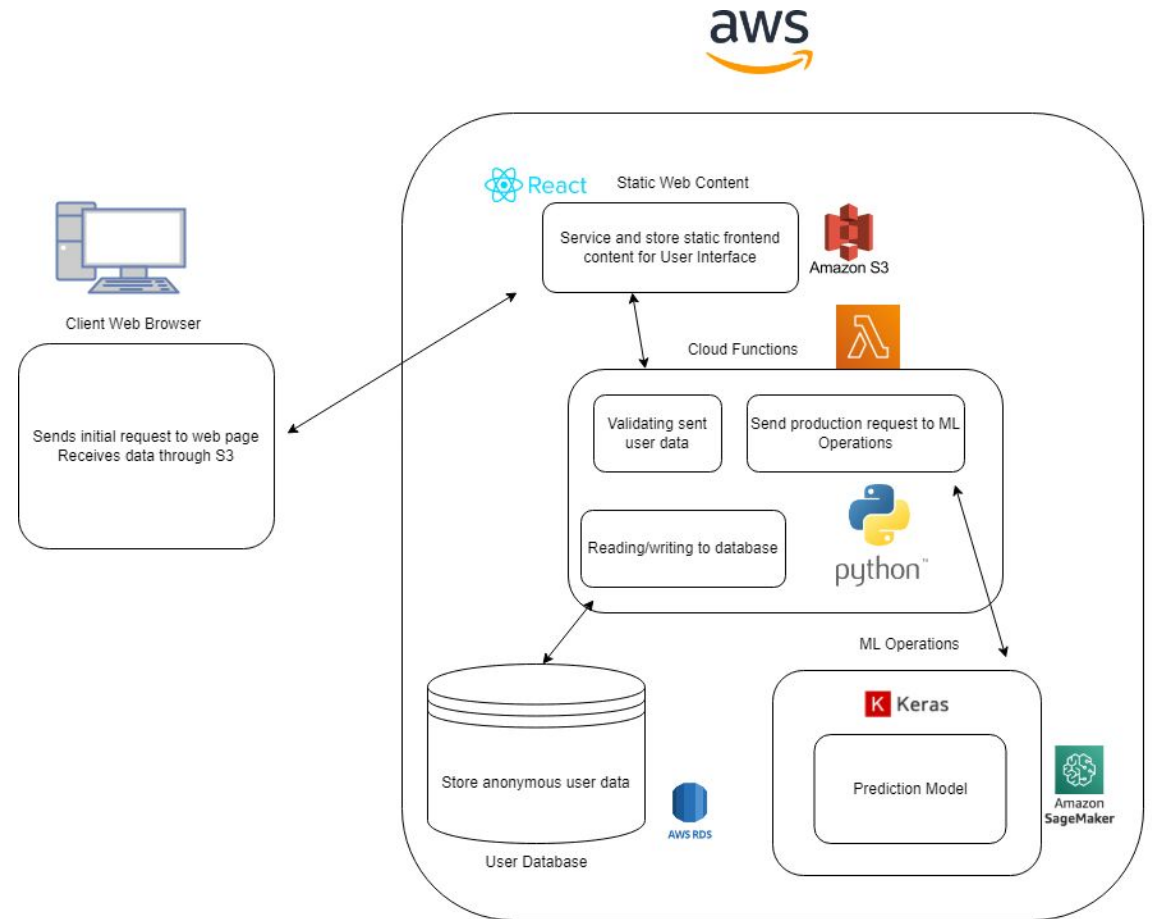 aws
React
Static Web Content
Service and store static frontend
content for User Interface
Amazon S3
Client Web Browser
Sends initial request to web page
Receives data through S3
Cloud Functions
λ
Validating sent
user data
Send production request to ML
Operations
Reading/writing to database
python™
ML Operations
K Keras
Prediction Model
Amazon
SageMaker
Store anonymous user data
AWS RDS
User Database